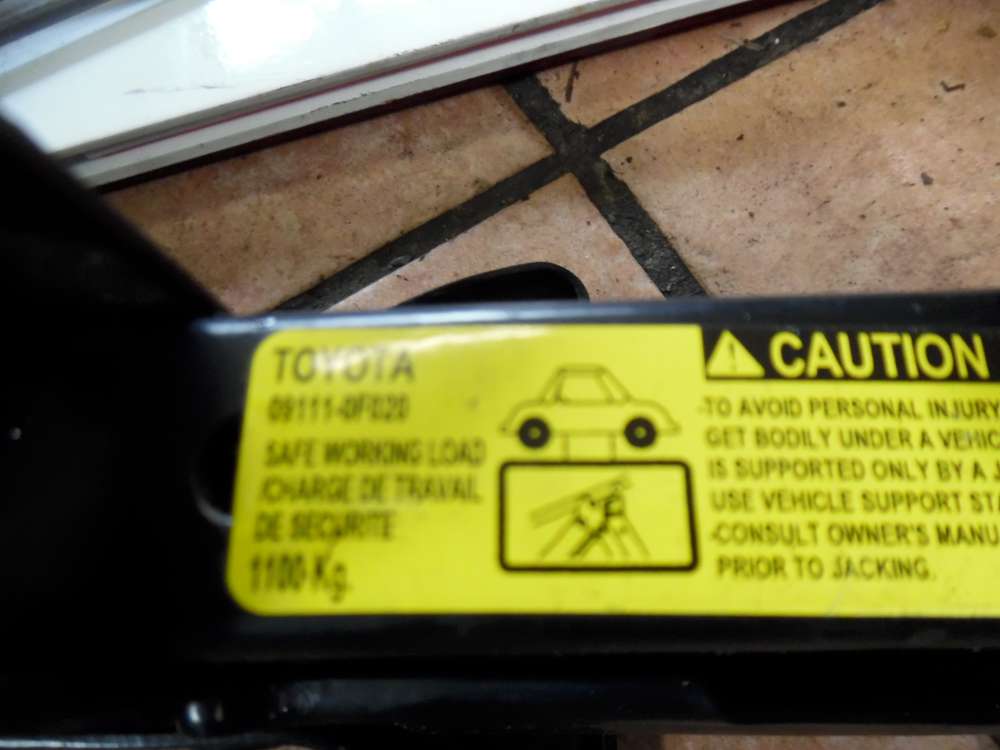 TOYOTA
09111-0F020
SAFE WORKING LOAD
/CHARGE DE TRAVAIL
DE SECURITE
1100 Kg.
CAUTION
-TO AVOID PERSONAL INJURY
GET BODILY UNDER A VEHIC
IS SUPPORTED ONLY BY A J
USE VEHICLE SUPPORT STA
-CONSULT OWNER'S MANU
PRIOR TO JACKING.